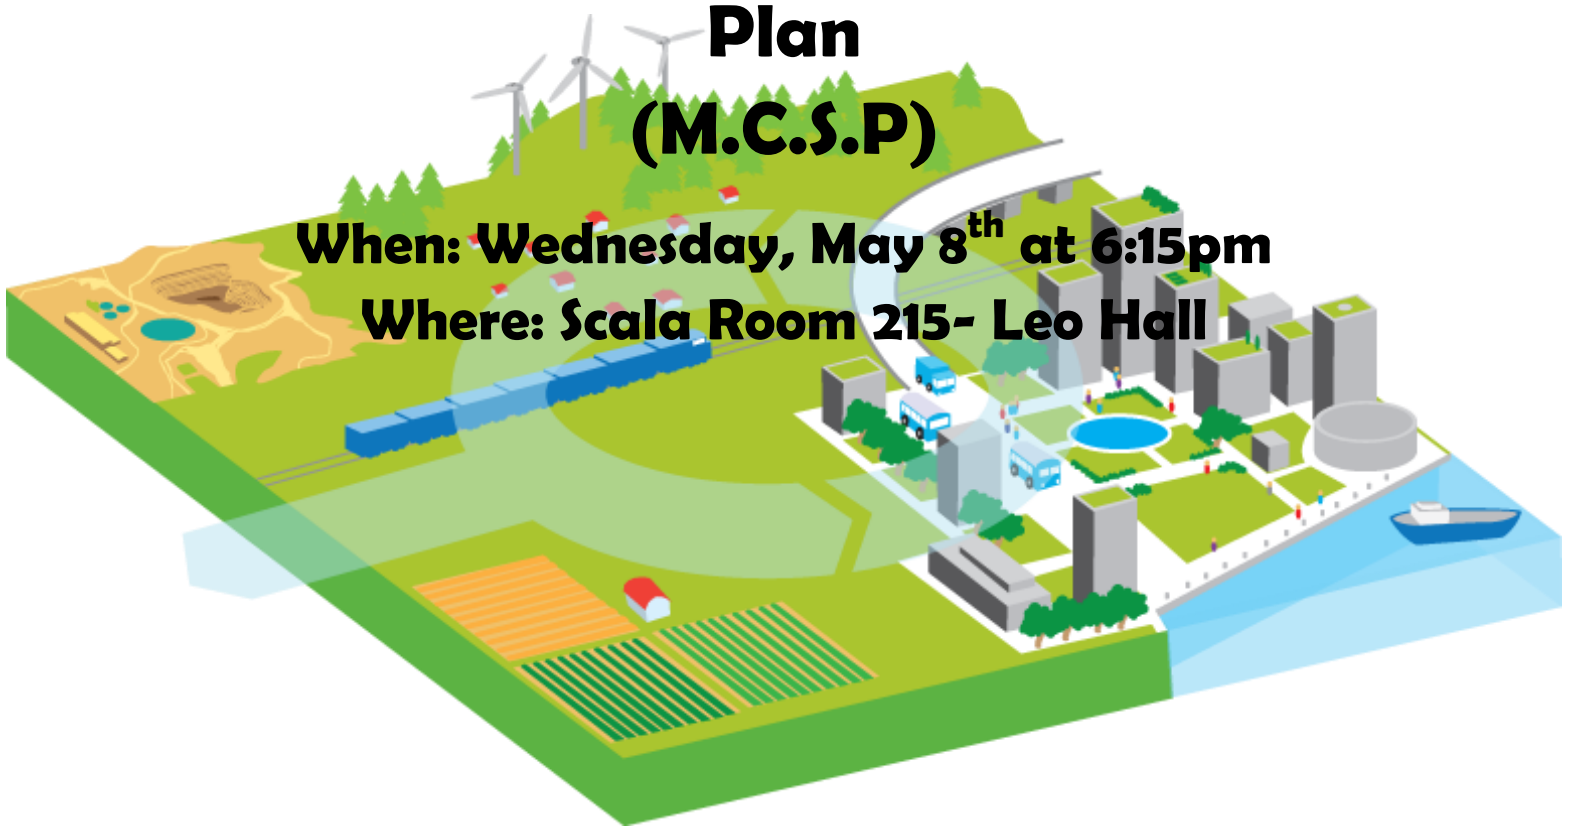 Plan
(M.C.S.P)
When: Wednesday, May 8th at 6:15pm
Where: Scala Room 215- Leo Hall